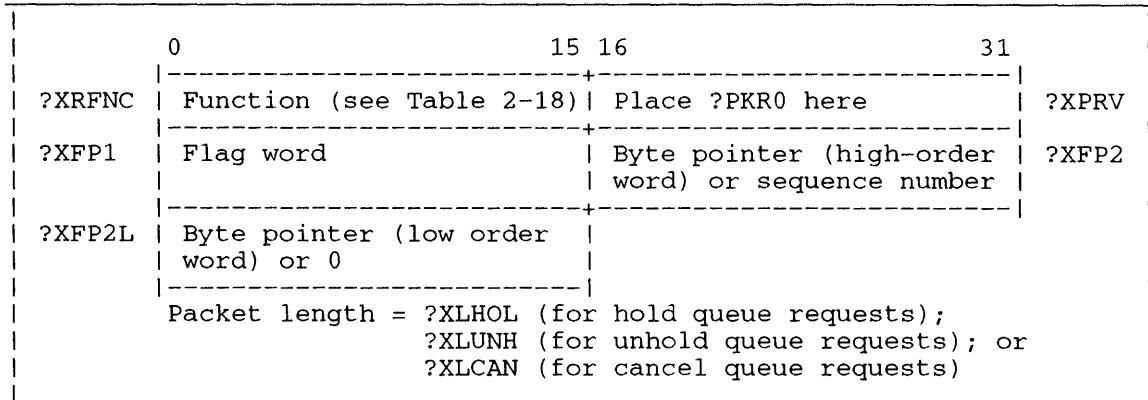 0 15 16 31
?XRFNC Function (see Table 2-18) Place ?PKR0 here ?XPRV
?XFP1 Flag word Byte pointer (high-order ?XFP2
word) or sequence number
?XFP2L Byte pointer (low order
word) or 0
Packet length = ?XLHOL (for hold queue requests);
?XLUNH (for unhold queue requests); or
?XLCAN (for cancel queue requests)